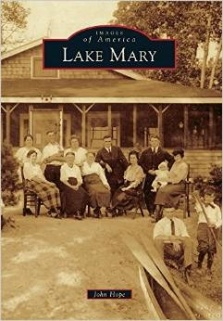 IMAGES
of America
LAKE MARY
John Hope